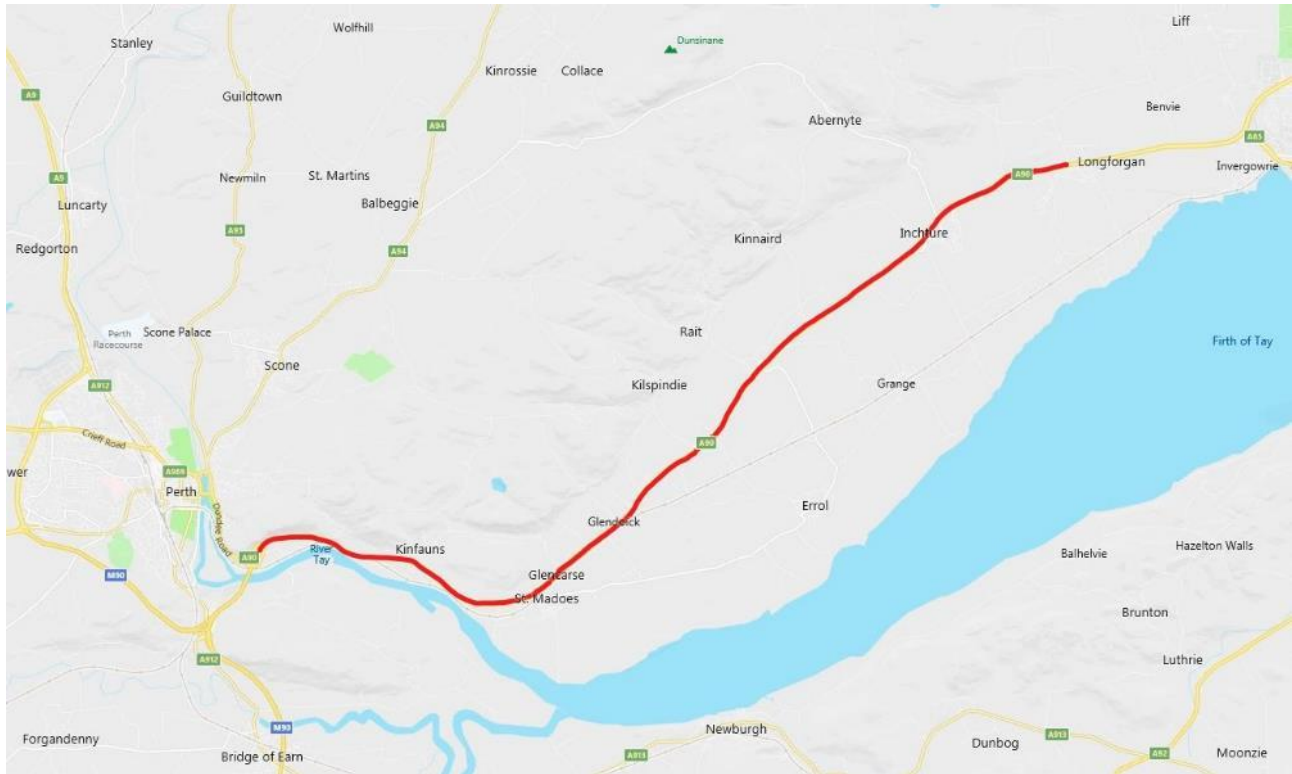 Wolfhill
Liff
Stanley
Dunsinane
Kinrossie
Collace
A9
Guildtown
Benvie
Abernyte
A94
A85
Longforgan
Invergowrie
A90
St. Martins
Newmiln
A9
Balbeggie
Luncarty
A93
Inchture
Kinnaird
Redgorton
A94
Perth
Racecourse
Scone Palace
Rait
Firth of Tay
Scone
Kilspindie
Grange
A912
Crieff Road
A90
ower
A989
Perth
Errol
Dundee Road
Glendoick
River
Tay
Kinfauns
A90
Hazelton Walls
Balhelvie
M90
Glencarse
St. Madoes
Brunton
A912
Luthrie
M90
Newburgh
Forgandenny
Dunbog
A913
Bridge of Earn
A913
A92
Moonzie